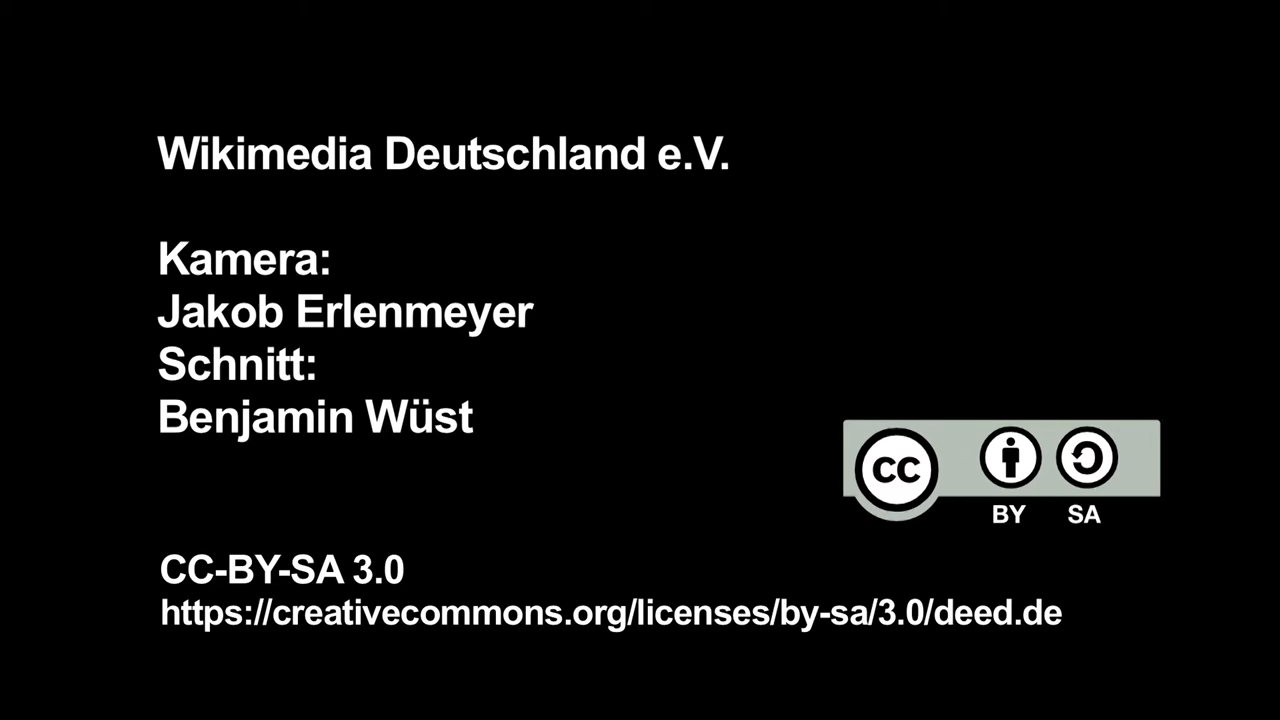 Wikimedia Deutschland e.V.
Kamera:
Jakob Erlenmeyer
Schnitt:
Benjamin Wüst
cc
BY SA
CC-BY-SA 3.0
https://creativecommons.org/licenses/by-sa/3.0/deed.de